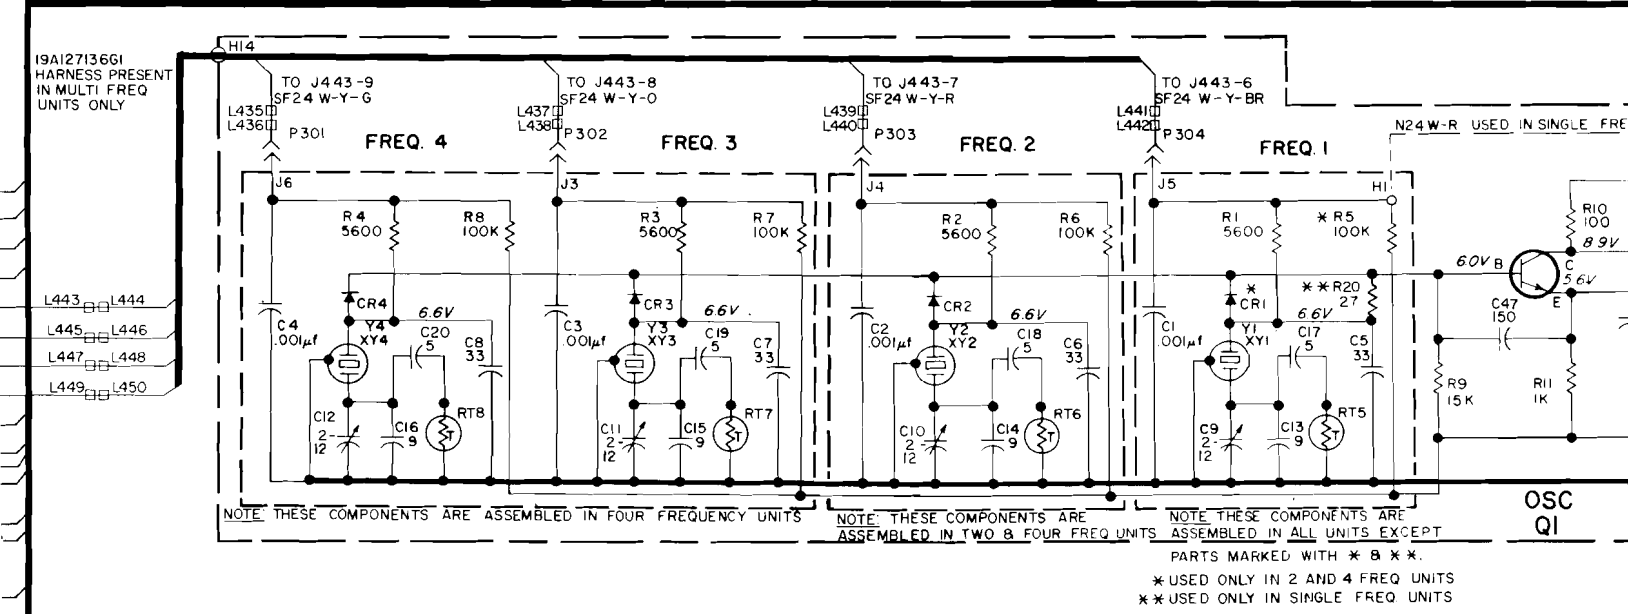 H14
19A127136G1
HARNESS PRESENT
IN MULTI FREQ
UNITS ONLY
TO J443-9
SF24 W-Y-G
L435
L436
P301
FREQ. 4
TO J443-8
SF24 W-Y-O
L437
L438
P302
FREQ. 3
TO J443-7
SF24 W-Y-R
L439
L440
P303
FREQ. 2
TO J443-6
SF24 W-Y-BR
L441
L442
P304
FREQ. 1
N24 W-R USED IN SINGLE FRE
J6
R4
5600
R8
100K
CR4
6.6V
Y4
XY4
C20
5
C4
.001μf
C8
33
C12
2-
12
C16
9
RT8
T
J3
R3
5600
R7
100K
CR3
6.6V
Y3
XY3
C19
5
C3
.001μf
C7
33
C11
2-
12
C15
9
RT7
T
J4
R2
5600
R6
100K
CR2
6.6V
Y2
XY2
C18
5
C2
.001μf
C6
33
C10
2-
12
C14
9
RT6
T
J5
H1
R1
5600
* R5
100K
*
CR1
** R20
27
6.6V
Y1
XY1
C17
5
C1
.001μf
C5
33
C9
2-
12
C13
9
RT5
T
R10
100
8.9V
6.0V B
C
5.6V
E
C47
150
R9
15K
R11
1K
L443 L444
L445 L446
L447 L448
L449 L450
OSC
Q1
NOTE: THESE COMPONENTS ARE ASSEMBLED IN FOUR FREQUENCY UNITS
NOTE: THESE COMPONENTS ARE
ASSEMBLED IN TWO & FOUR FREQ UNITS
NOTE THESE COMPONENTS ARE
ASSEMBLED IN ALL UNITS EXCEPT
PARTS MARKED WITH * & **.
* USED ONLY IN 2 AND 4 FREQ UNITS
** USED ONLY IN SINGLE FREQ UNITS